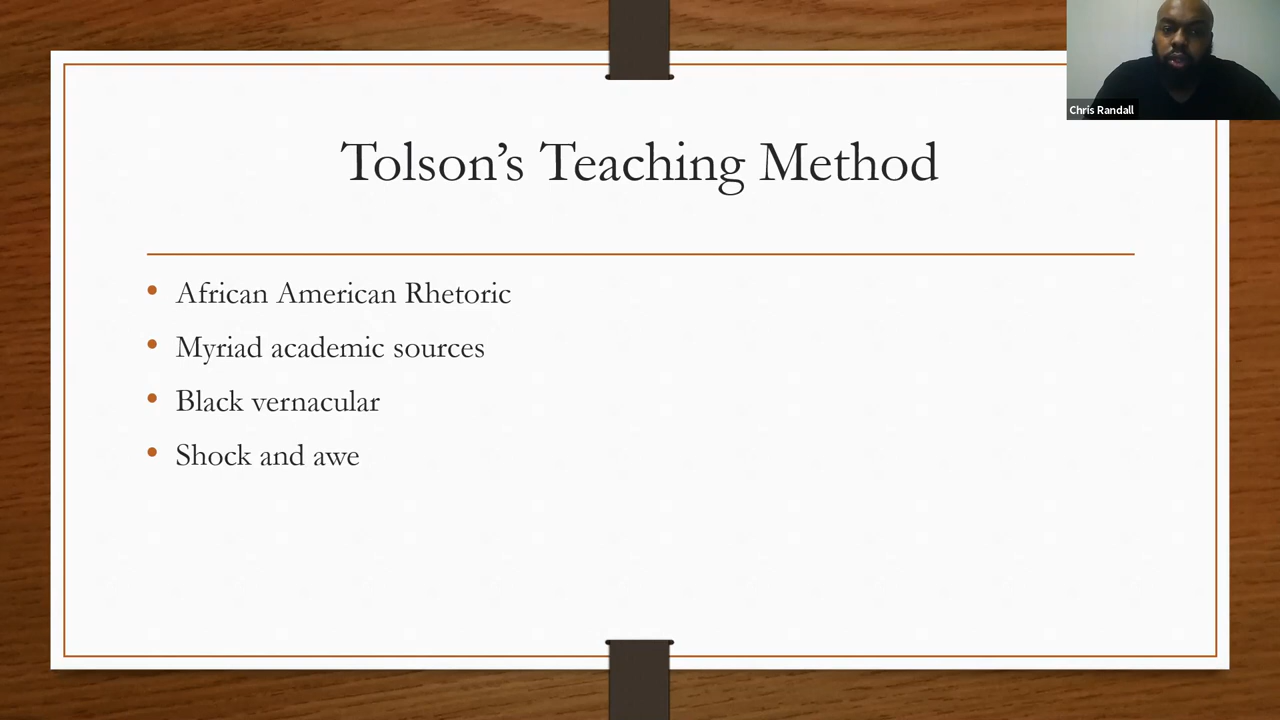 Chris Randall
Tolson’s Teaching Method
African American Rhetoric
Myriad academic sources
Black vernacular
Shock and awe